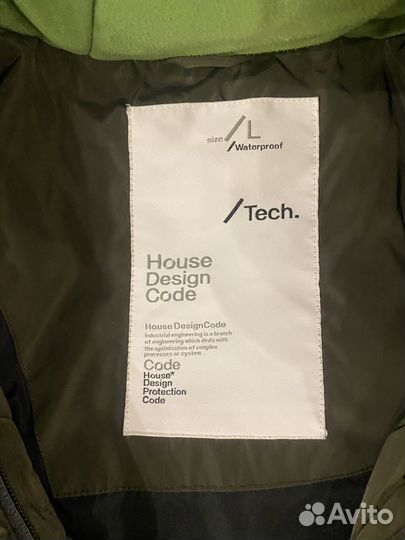 size /L
/Waterproof
/Tech.
House
Design
Code
House DesignCode
industrial engineering is a branch
of engineering which deals with
the optimization of complex
processes or system
Code
House*
Design
Protection
Code
Avito